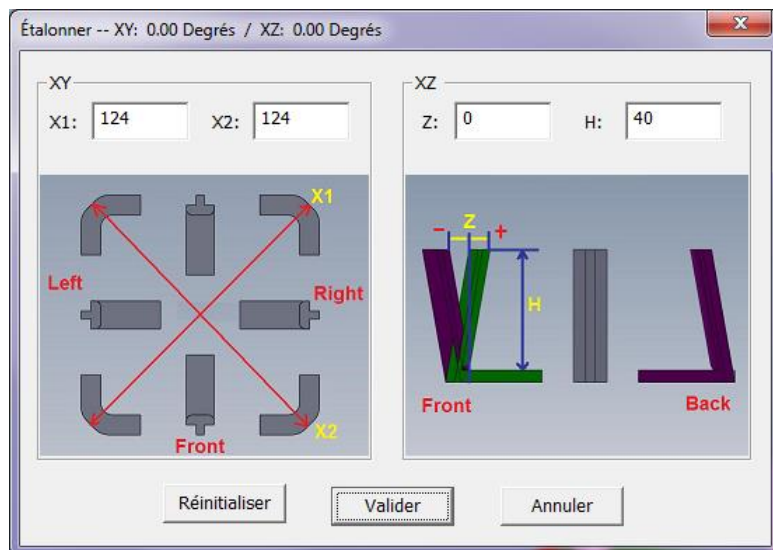 Étalonner -- XY: 0.00 Degrés / XZ: 0.00 Degrés
XY
X1: 124 X2: 124
X1
Left
Right
X2
Front
XZ
Z: 0 H: 40
- Z +
H
Front
Back
Réinitialiser
Valider
Annuler